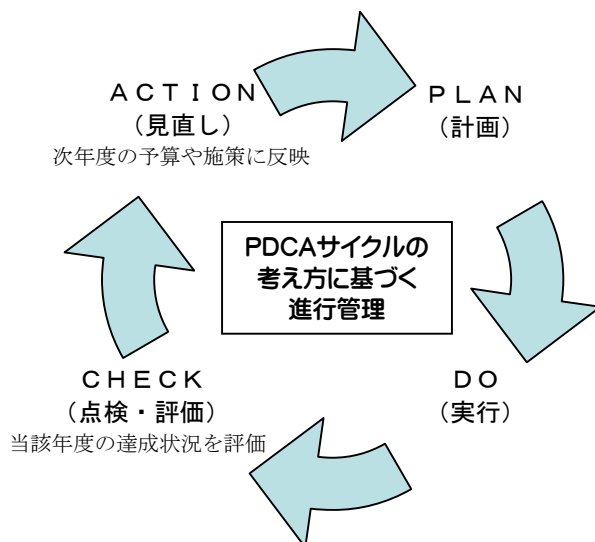 ＡＣＴＩＯＮ
（見直し）
次年度の予算や施策に反映
ＰＬＡＮ
（計画）
PDCAサイクルの
考え方に基づく
進行管理
ＣＨＥＣＫ
（点検・評価）
当該年度の達成状況を評価
ＤＯ
（実行）